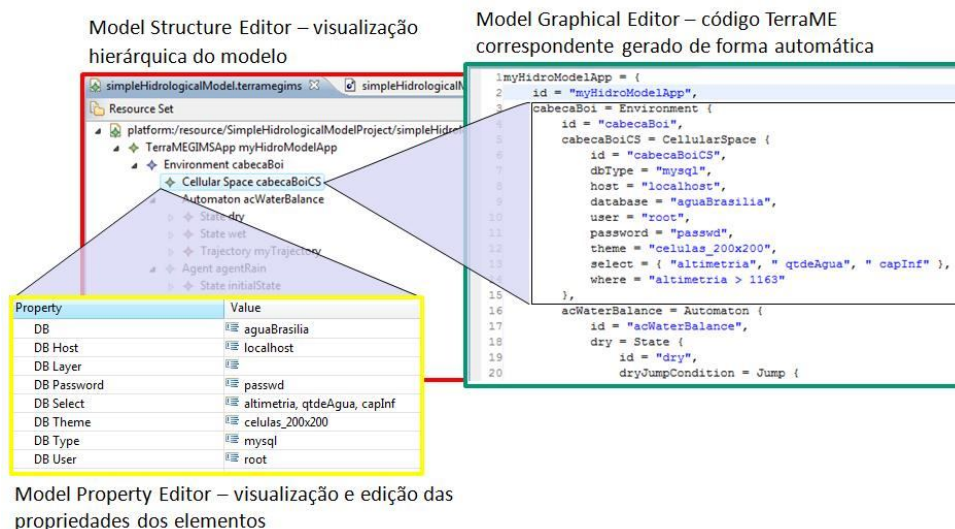 Model Structure Editor – visualização
hierárquica do modelo
Model Graphical Editor – código TerraME
correspondente gerado de forma automática
simpleHidrologicalModel.terramegims
simpleHidrologicalM
Resource Set
platform:/resource/SimpleHidrologicalModelProject/simpleHidrol
TerraMEGIMSApp myHidroModelApp
Environment cabecaBoi
Cellular Space cabecaBoiCS
Automaton acWaterBalance
State dry
State wet
Trajectory myTrajectory
Agent agentRain
State initialState
1 myHidroModelApp = {
2 id = "myHidroModelApp",
3 cabecaBoi = Environment {
4 id = "cabecaBoi",
5 cabecaBoiCS = CellularSpace {
6 id = "cabecaBoiCS",
7 dbType = "mysql",
8 host = "localhost",
9 database = "aguaBrasilia",
10 user = "root",
11 password = "passwd",
12 theme = "celulas_200x200",
13 select = { "altimetria", " qtdeAgua", " capInf" },
14 where = "altimetria > 1163"
15 },
16 acWaterBalance = Automaton {
17 id = "acWaterBalance",
18 dry = State {
19 id = "dry",
20 dryJumpCondition = Jump {
Property Value
DB aguaBrasilia
DB Host localhost
DB Layer
DB Password passwd
DB Select altimetria, qtdeAgua, capInf
DB Theme celulas_200x200
DB Type mysql
DB User root
Model Property Editor – visualização e edição das
propriedades dos elementos